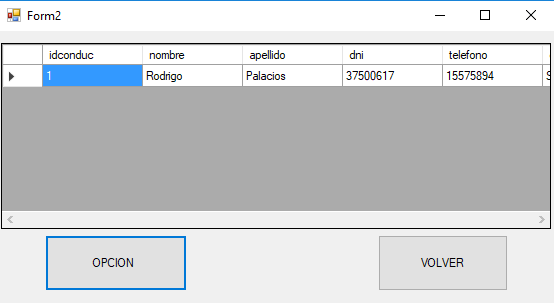 Form2
idconduc nombre apellido dni telefono
1 Rodrigo Palacios 37500617 15575894
OPCION VOLVER